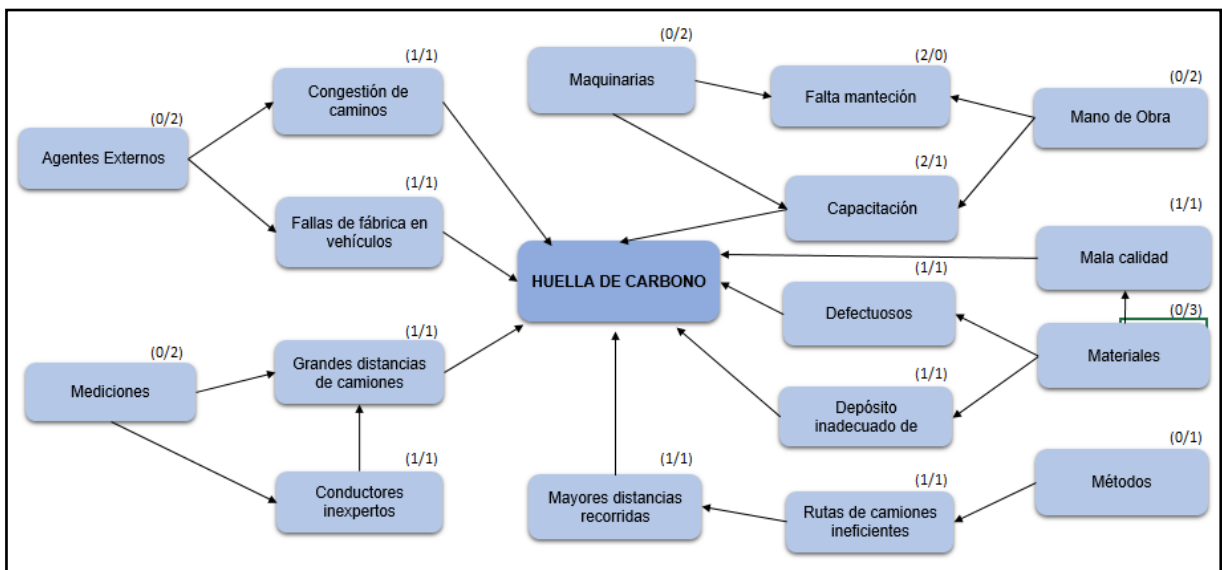 (0/2)
Agentes Externos
(1/1)
Congestión de
caminos
(1/1)
Fallas de fábrica en
vehículos
(0/2)
Mediciones
(1/1)
Grandes distancias
de camiones
(1/1)
Conductores
inexpertos
HUELLA DE CARBONO
(1/1)
Mayores distancias
recorridas
(0/2)
Maquinarias
(2/0)
Falta manteción
(2/1)
Capacitación
(1/1)
Defectuosos
(1/1)
Depósito
inadecuado de
(1/1)
Rutas de camiones
ineficientes
(0/2)
Mano de Obra
(1/1)
Mala calidad
(0/3)
Materiales
(0/1)
Métodos